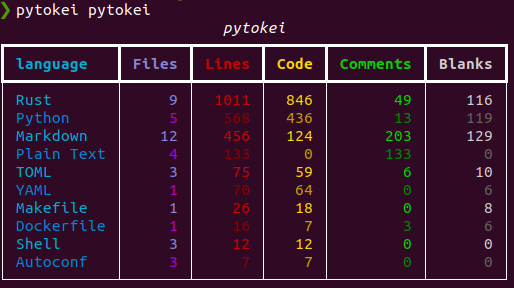 ❯ pytokei pytokei
pytokei
language Files Lines Code Comments Blanks
Rust 9 1011 846 49 116
Python 5 568 436 13 119
Markdown 12 456 124 203 129
Plain Text 4 133 0 133 0
TOML 3 75 59 6 10
YAML 1 70 64 0 6
Makefile 1 26 18 0 8
Dockerfile 1 16 7 3 6
Shell 3 12 12 0 0
Autoconf 3 7 7 0 0